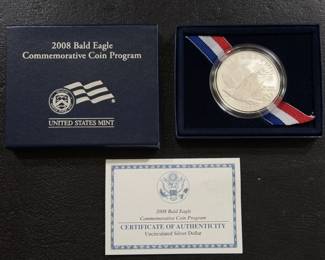 2008 Bald Eagle
Commemorative Coin Program
UNITED STATES MINT
2008 Bald Eagle
Commemorative Coin Program
CERTIFICATE OF AUTHENTICITY
Uncirculated Silver Dollar